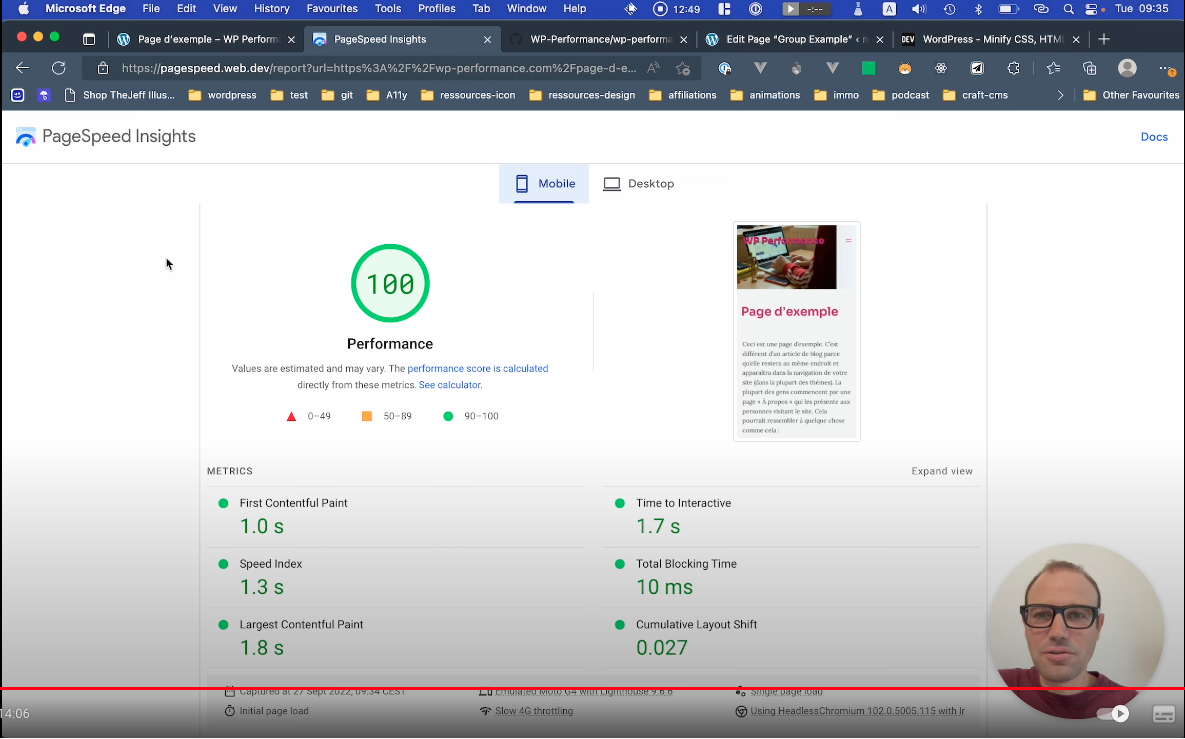 Microsoft Edge File Edit View History Favourites Tools Profiles Tab Window Help 12:49 A Tue 09:35
Page d'exemple – WP Perform PageSpeed Insights WP-Performance/wp-performa Edit Page "Group Example" ‹ DEV WordPress - Minify CSS, HTM
https://pagespeed.web.dev/report?url=https%3A%2F%2Fwp-performance.com%2Fpage-d-e...
Shop TheJeff Illus... wordpress test git A11y ressources-icon ressources-design affiliations animations immo podcast craft-cms Other Favourites
PageSpeed Insights
Docs
Mobile Desktop
100
Performance
Values are estimated and may vary. The performance score is calculated
directly from these metrics. See calculator.
0–49 50–89 90–100
WP Performance
Page d'exemple
Ceci est une page d'exemple. C'est
différent d'un article de blog parce
qu'elle restera au même endroit et
apparaîtra dans la navigation de votre
site (dans la plupart des thèmes). La
plupart des gens commencent par une
page « À propos » qui les présente aux
personnes visitant le site. Cela
pourrait ressembler à quelque chose
comme cela :
METRICS
Expand view
First Contentful Paint
1.0 s
Time to Interactive
1.7 s
Speed Index
1.3 s
Total Blocking Time
10 ms
Largest Contentful Paint
1.8 s
Cumulative Layout Shift
0.027
Captured at 27 Sept 2022, 09:34 CEST
Emulated Moto G4 with Lighthouse 9.6.6
Single page load
14:06
Initial page load
Slow 4G throttling
Using HeadlessChromium 102.0.5005.115 with lr